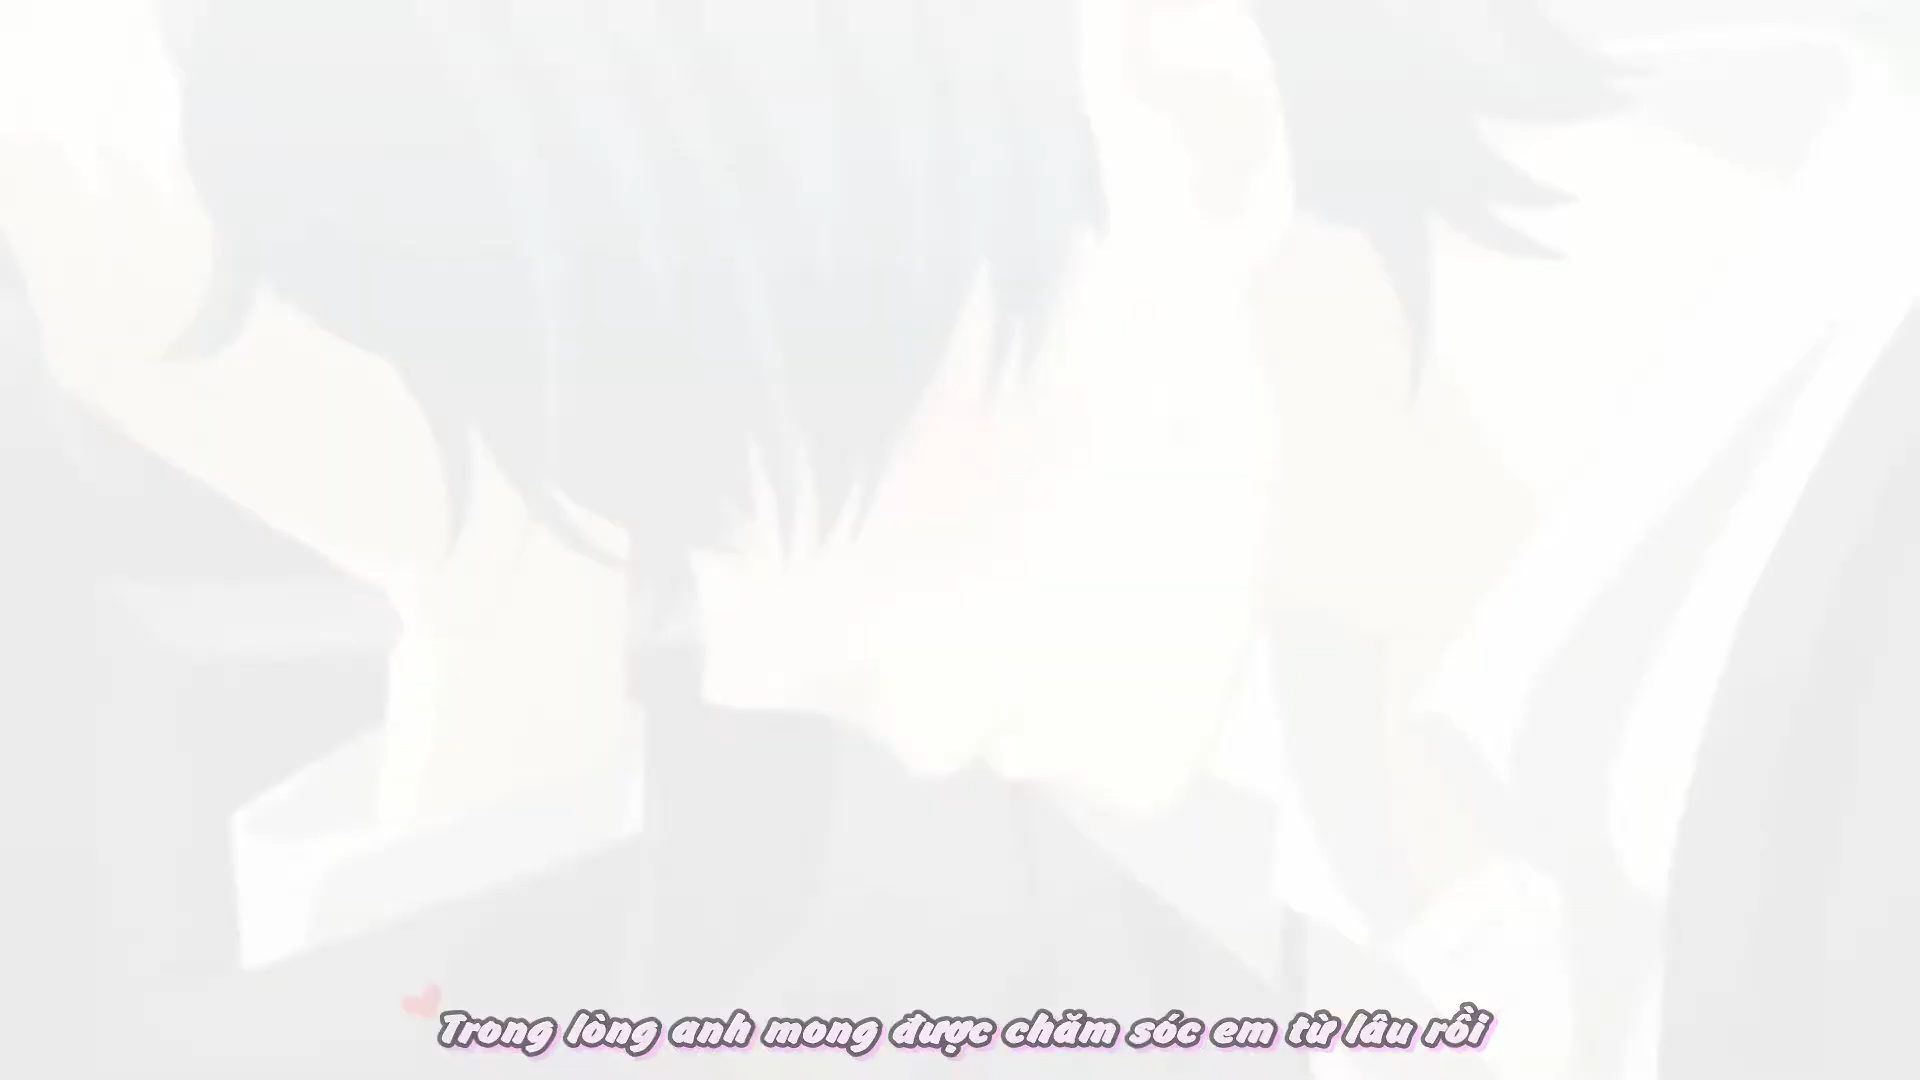 Trong lòng anh mong được chăm sóc em từ lâu rồi